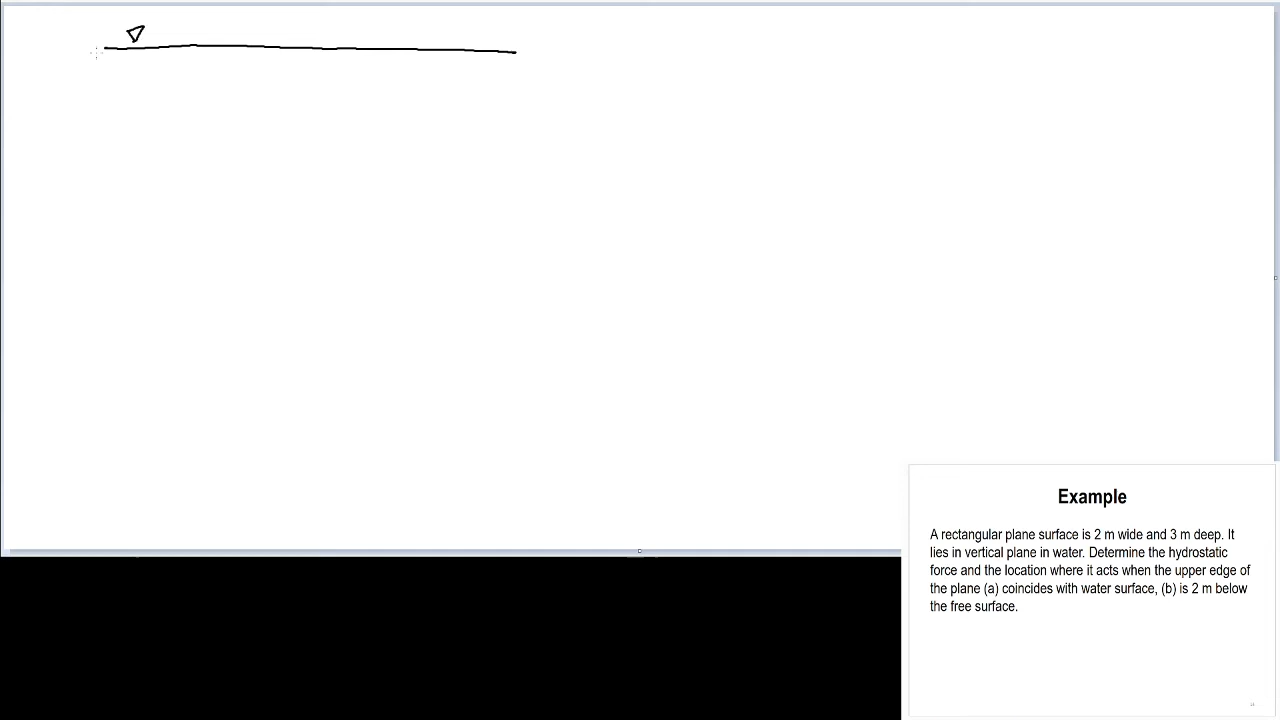 Example
A rectangular plane surface is 2 m wide and 3 m deep. It
lies in vertical plane in water. Determine the hydrostatic
force and the location where it acts when the upper edge of
the plane (a) coincides with water surface, (b) is 2 m below
the free surface.